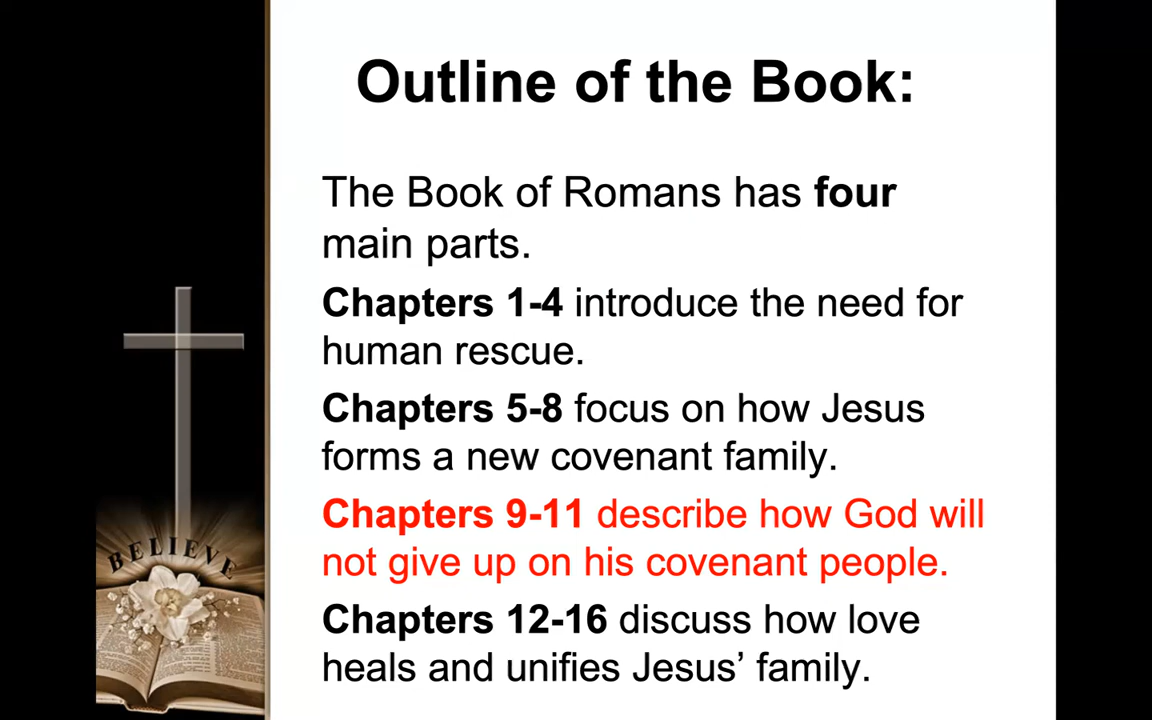 Outline of the Book:
The Book of Romans has four
main parts.
Chapters 1-4 introduce the need for
human rescue.
Chapters 5-8 focus on how Jesus
forms a new covenant family.
Chapters 9-11 describe how God will
not give up on his covenant people.
Chapters 12-16 discuss how love
heals and unifies Jesus’ family.
BELIEVE